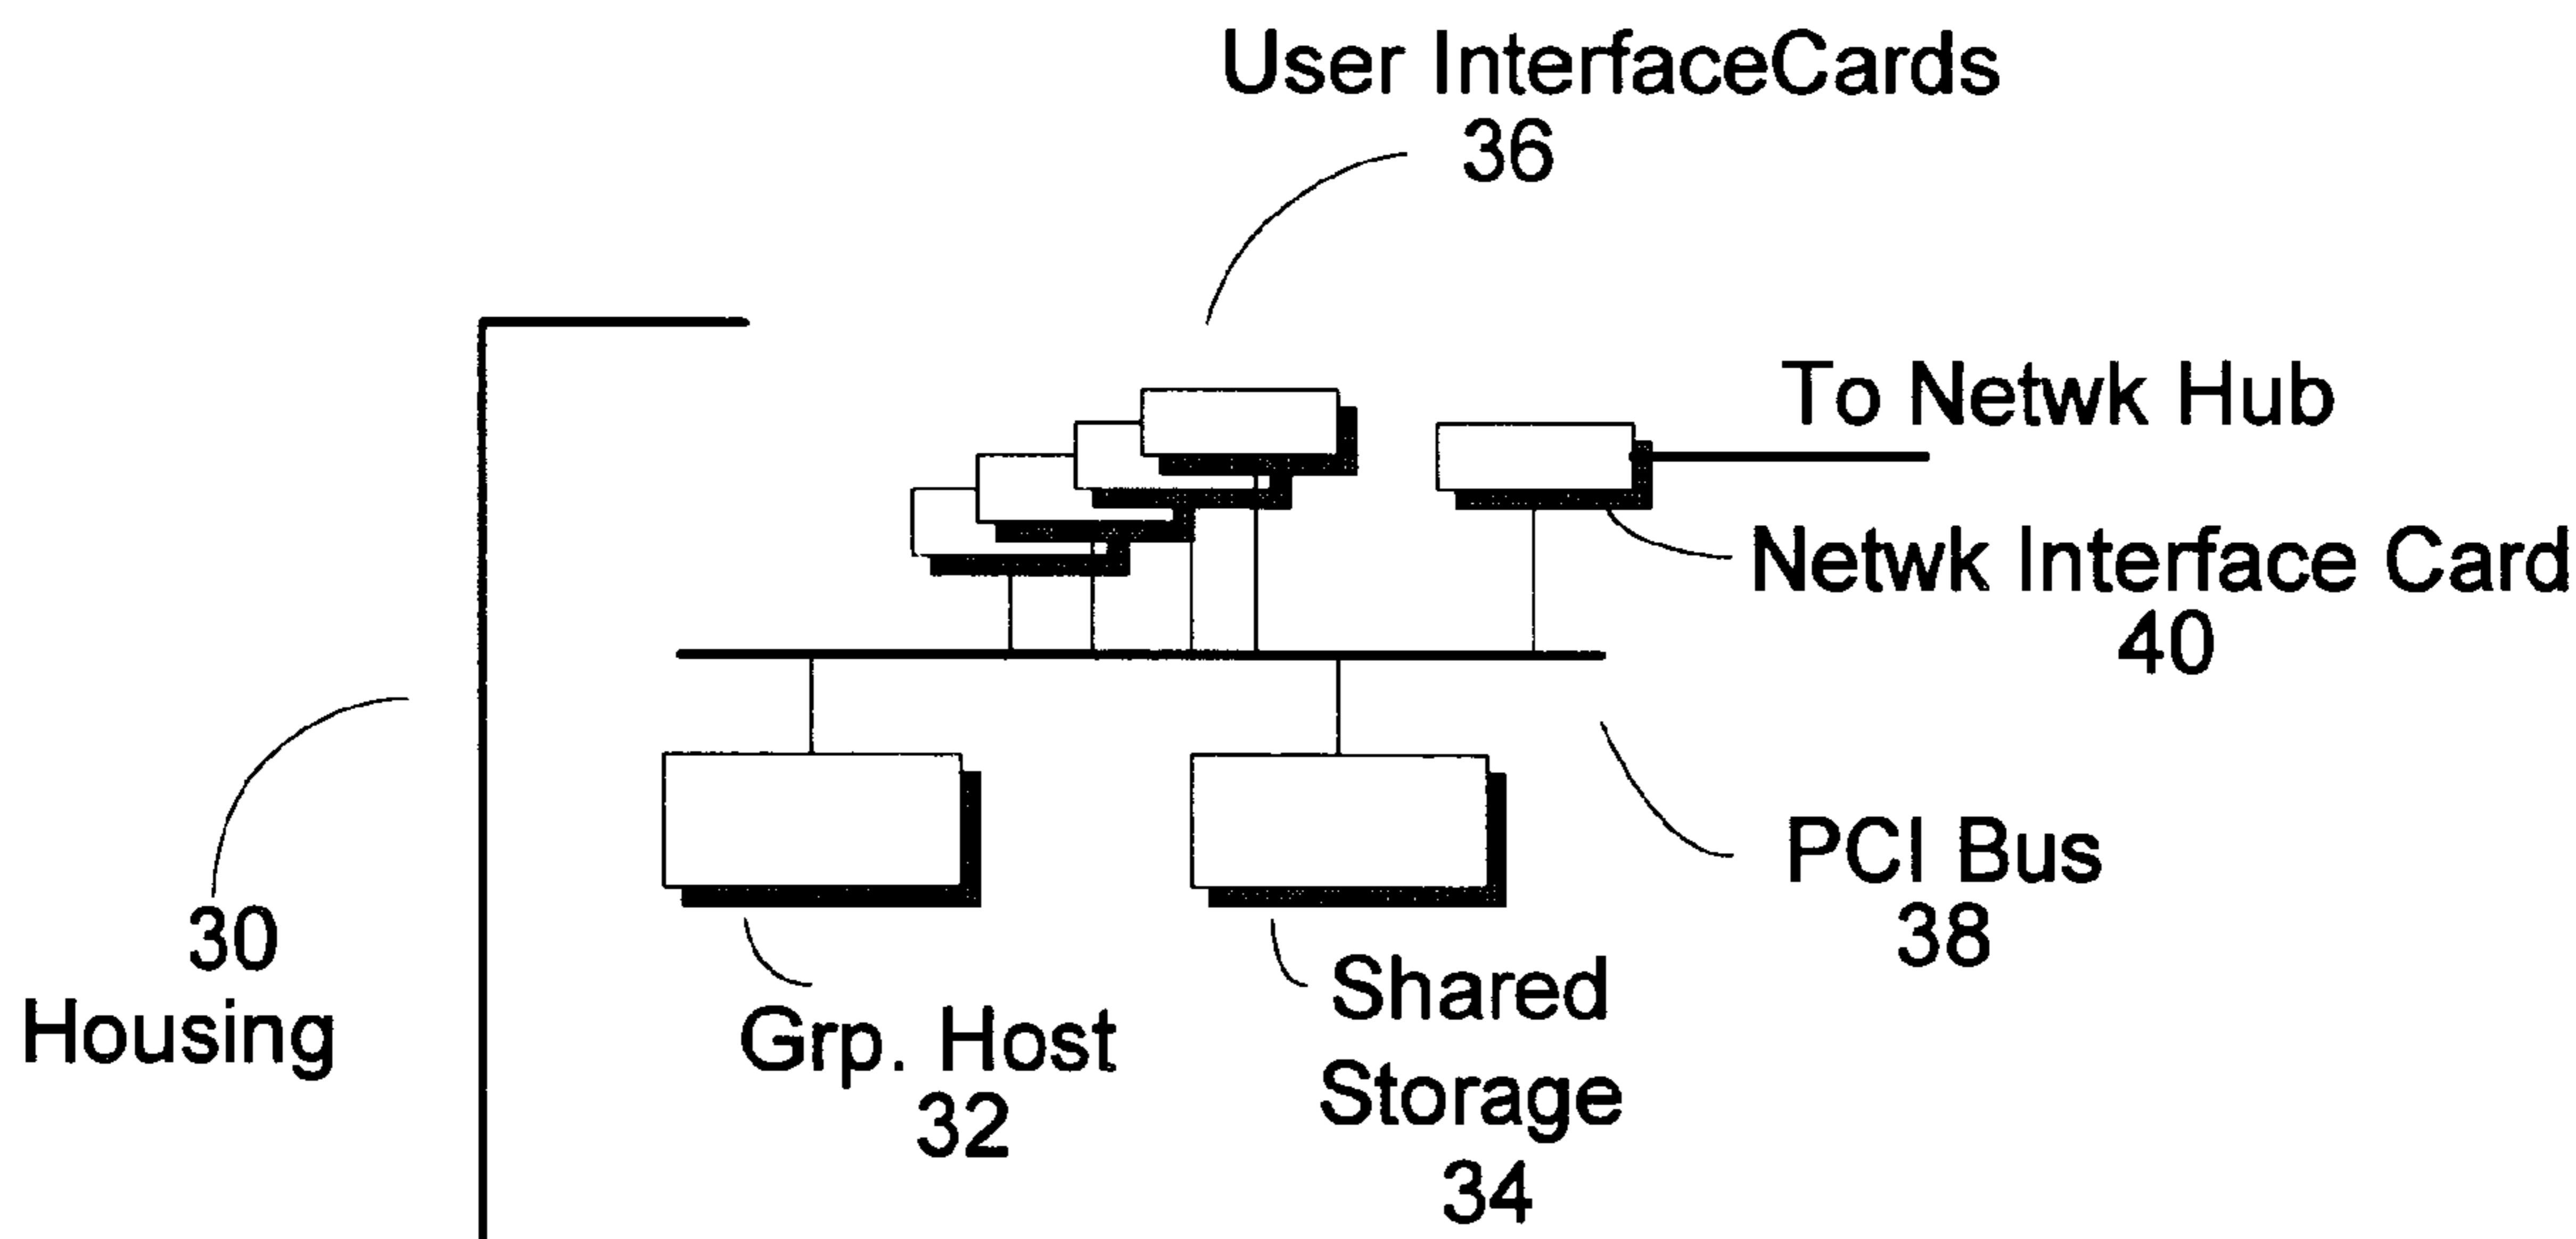 User InterfaceCards
36
To Netwk Hub
Netwk Interface Card
40
PCI Bus
38
30
Housing
Grp. Host
32
Shared
Storage
34